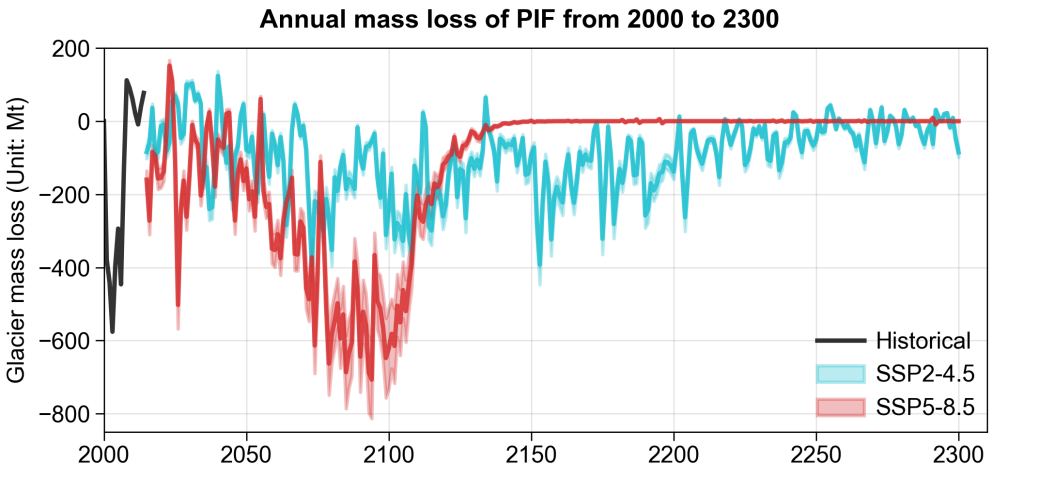 Annual mass loss of PIF from 2000 to 2300
Glacier mass loss (Unit: Mt)
200
0
−200
−400
−600
−800
Historical
SSP2-4.5
SSP5-8.5
2000 2050 2100 2150 2200 2250 2300